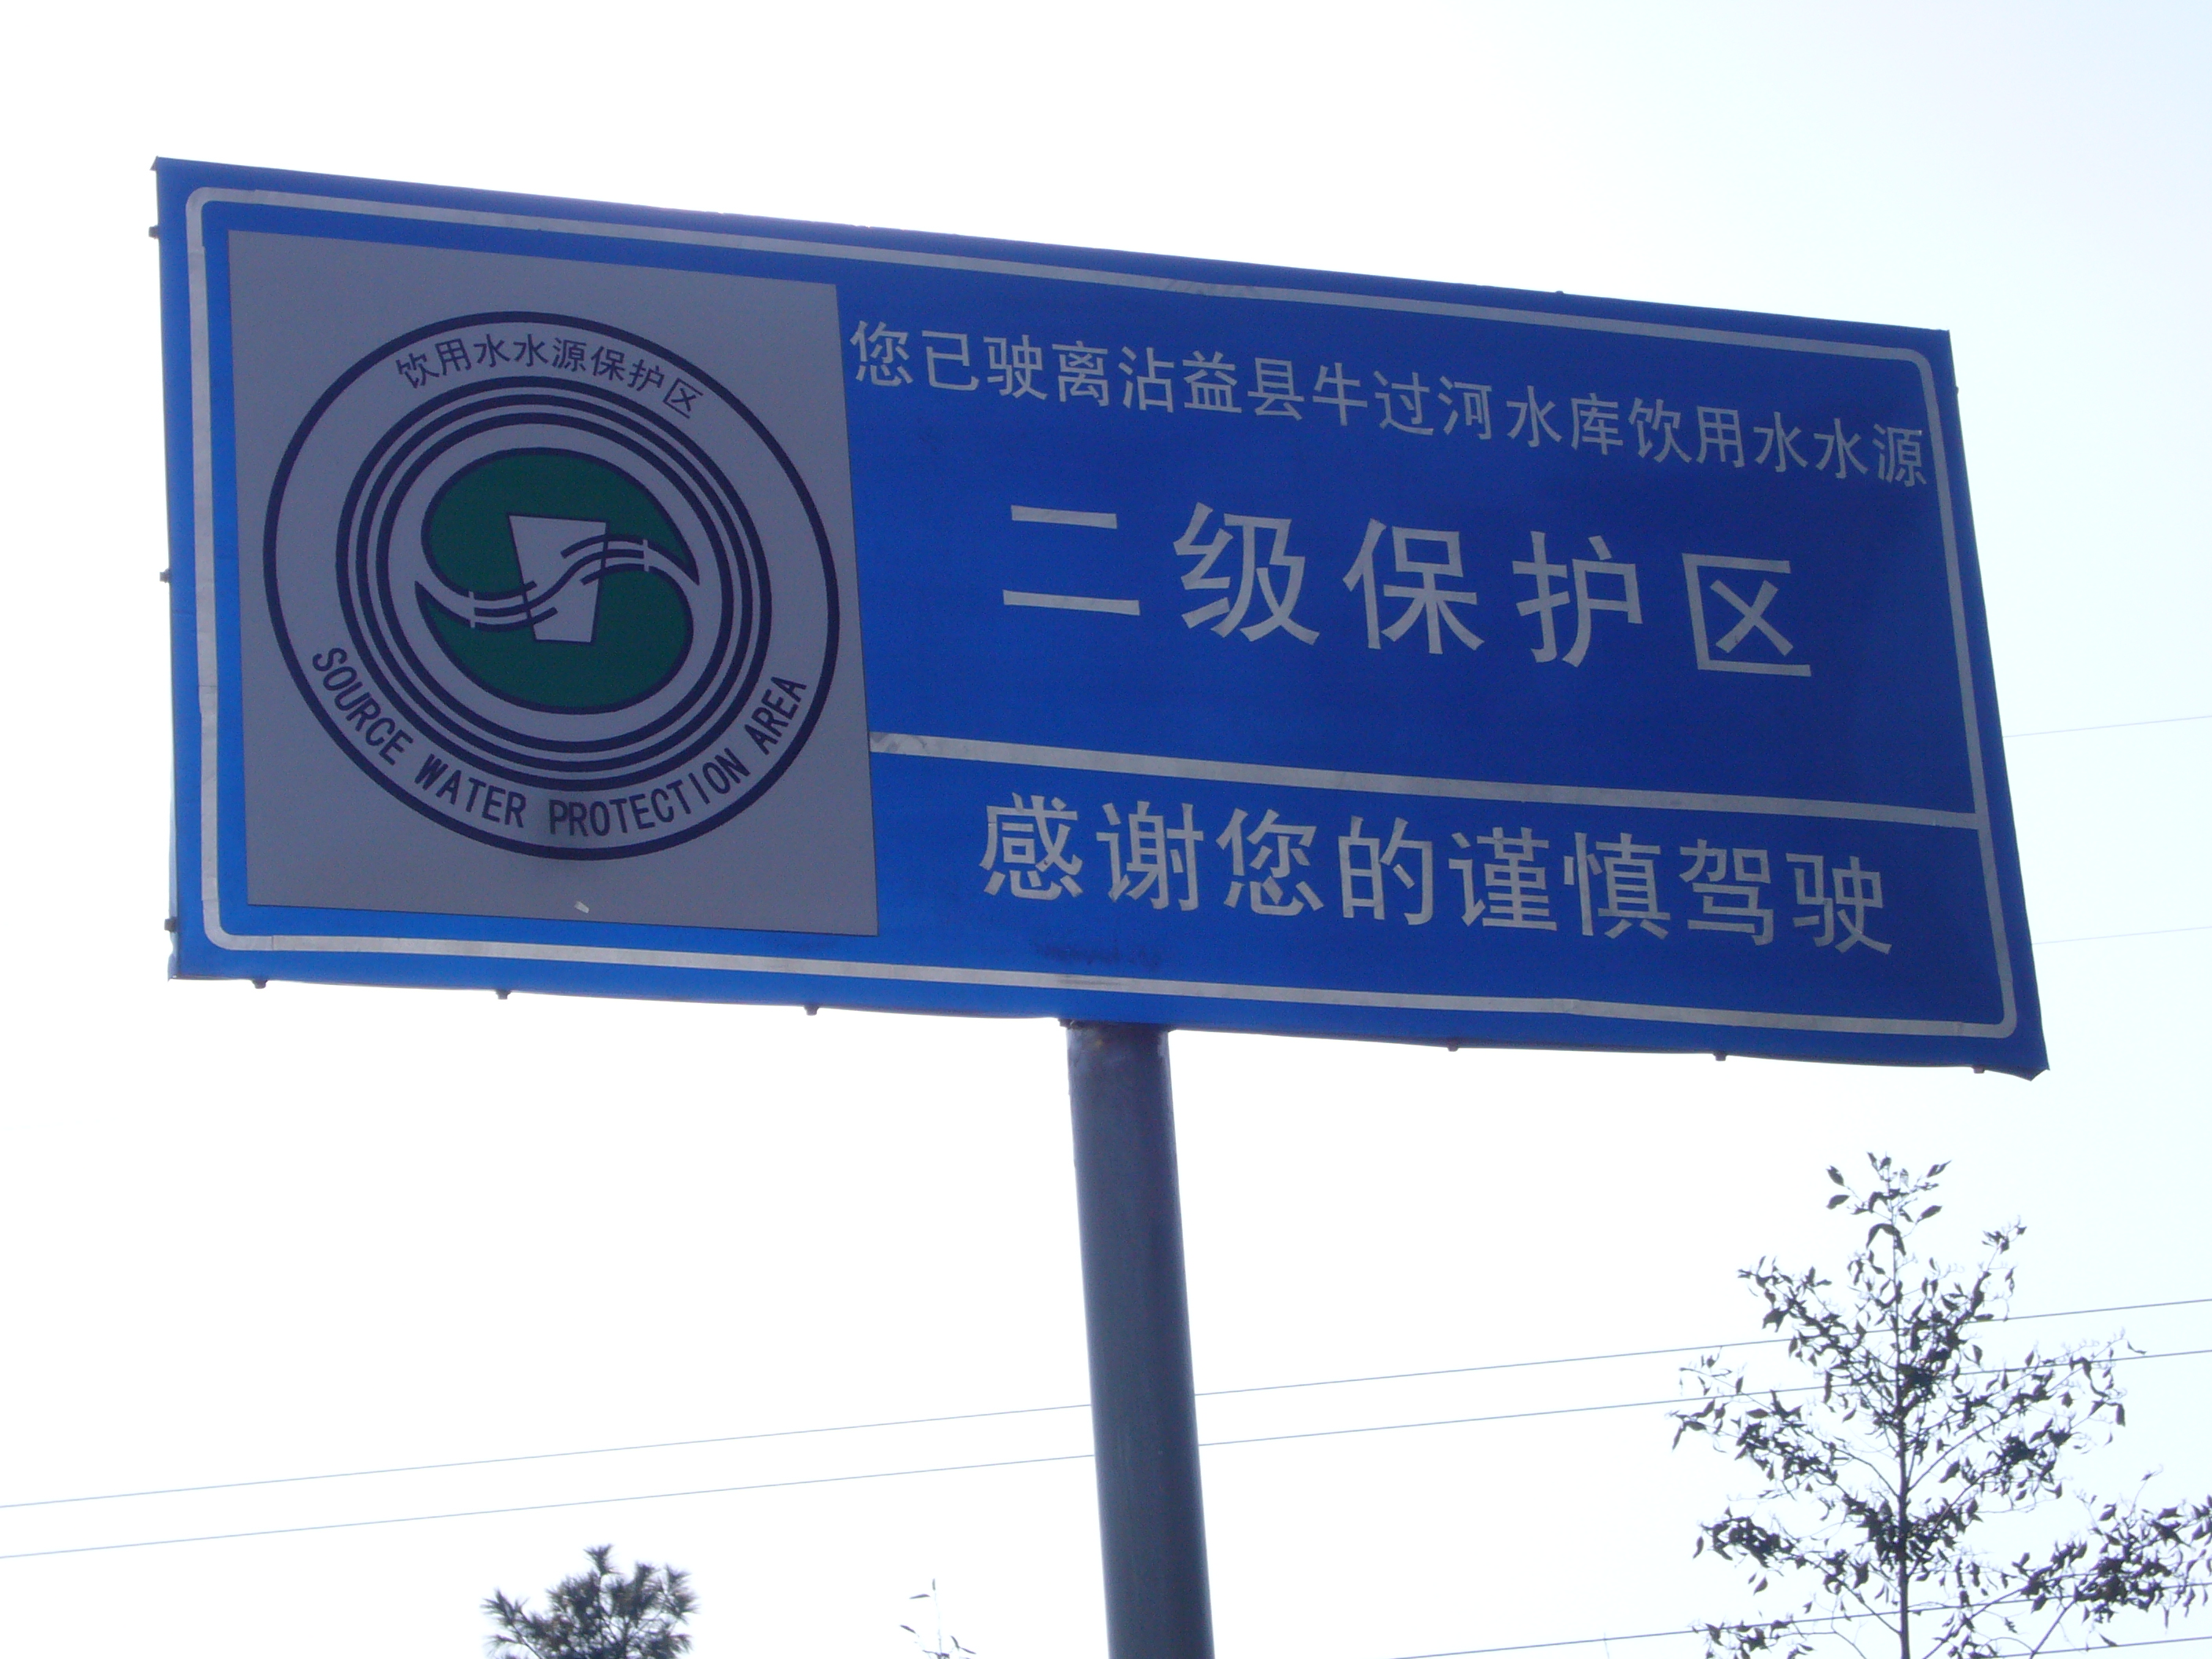 饮用水水源保护区
SOURCE WATER PROTECTION AREA
您已驶离沾益县牛过河水库饮用水水源
二级保护区
感谢您的谨慎驾驶